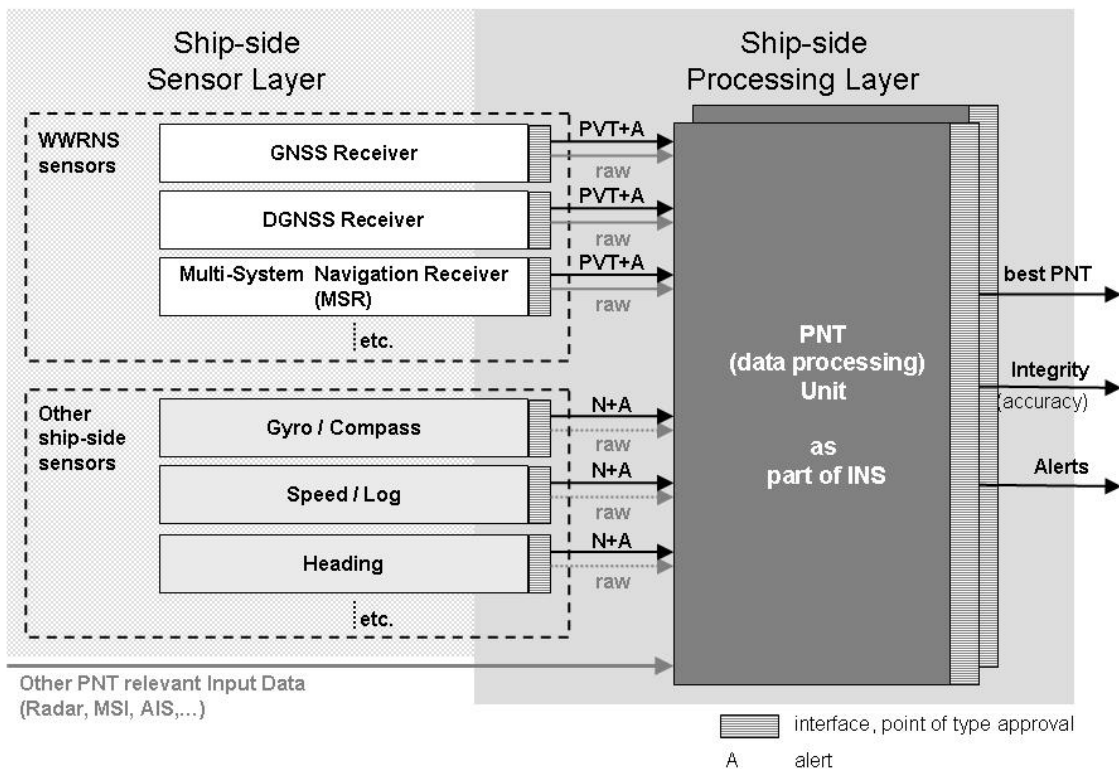 Ship-side
Sensor Layer
Ship-side
Processing Layer
WWRNS
sensors
GNSS Receiver
PVT+A
raw
DGNSS Receiver
PVT+A
raw
Multi-System Navigation Receiver
(MSR)
PVT+A
raw
etc.
Other
ship-side
sensors
Gyro / Compass
N+A
raw
Speed / Log
N+A
raw
Heading
N+A
raw
etc.
PNT
(data processing)
Unit
as
part of INS
best PNT
Integrity
(accuracy)
Alerts
Other PNT relevant Input Data
(Radar, MSI, AIS,...)
interface, point of type approval
A alert